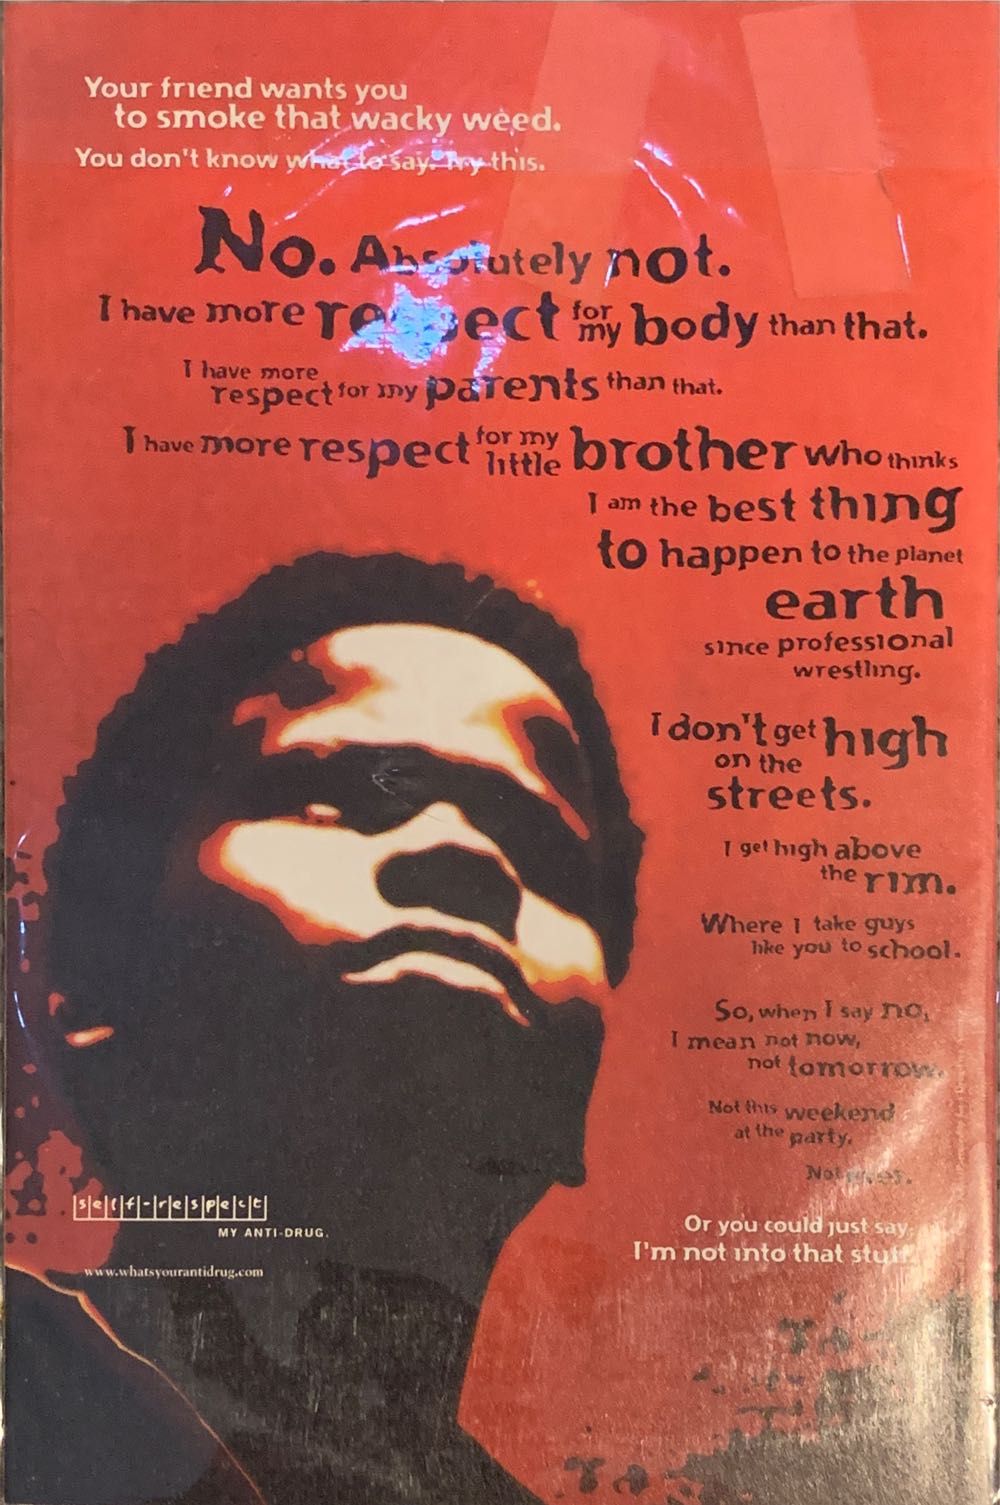 Your friend wants you
to smoke that wacky weed.
You don't know what to say. Try this.
No. Absolutely not.
I have more respect for my body than that.
I have more respect for my parents than that.
I have more respect for my little brother who thinks
I am the best thing
to happen to the planet
earth
since professional
wrestling.
I don't get high
on the
streets.
I get high above
the rim.
Where I take guys
like you to school.
So, when I say no,
I mean not now,
not tomorrow.
Not this weekend
at the party.
Not
self-respect
MY ANTI-DRUG.
www.whatsyourantidrug.com
Or you could just say
I'm not into that stuff.